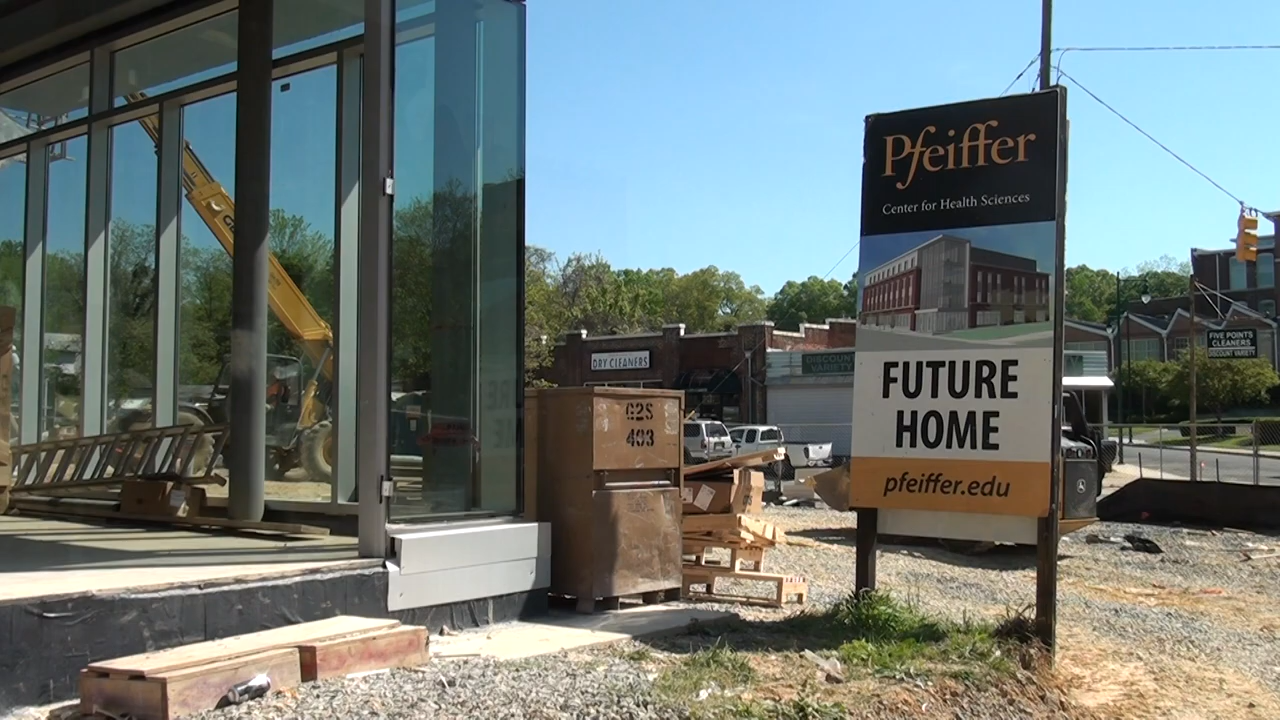 Pfeiffer
Center for Health Sciences
FUTURE
HOME
pfeiffer.edu
DRY CLEANERS
DISCOUNT
VARIETY
G2S
403
FIVE POINTS
CLEANERS
DISCOUNT VARIETY